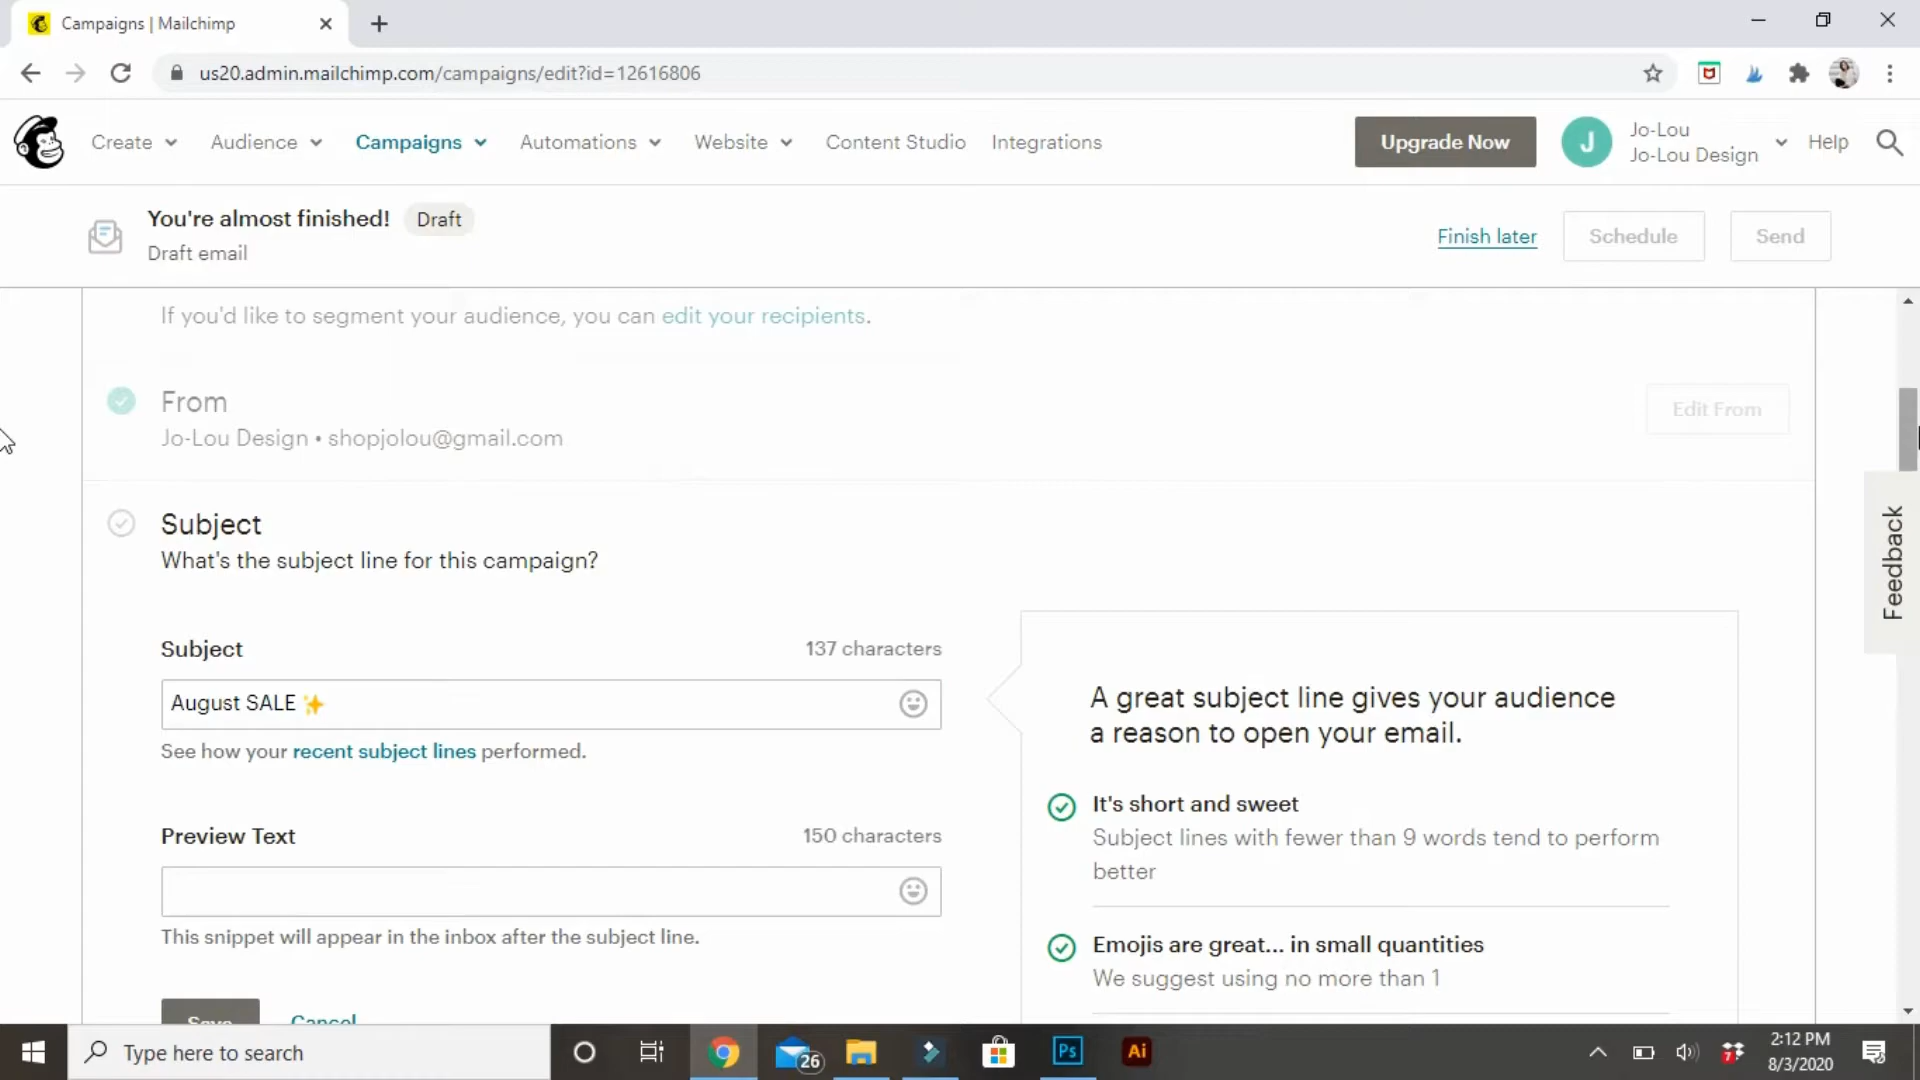 Campaigns | Mailchimp
us20.admin.mailchimp.com/campaigns/edit?id=12616806
Create
Audience
Campaigns
Automations
Website
Content Studio
Integrations
Upgrade Now
J
Jo-Lou
Jo-Lou Design
Help
You're almost finished!
Draft
Draft email
Finish later
Schedule
Send
If you'd like to segment your audience, you can edit your recipients.
From
Jo-Lou Design • shopjolou@gmail.com
Edit From
Subject
What's the subject line for this campaign?
Subject
137 characters
August SALE ✨
See how your recent subject lines performed.
Preview Text
150 characters
This snippet will appear in the inbox after the subject line.
Save
Cancel
A great subject line gives your audience
a reason to open your email.
It's short and sweet
Subject lines with fewer than 9 words tend to perform
better
Emojis are great... in small quantities
We suggest using no more than 1
Feedback
Type here to search
26
Ps
Ai
7
2:12 PM
8/3/2020